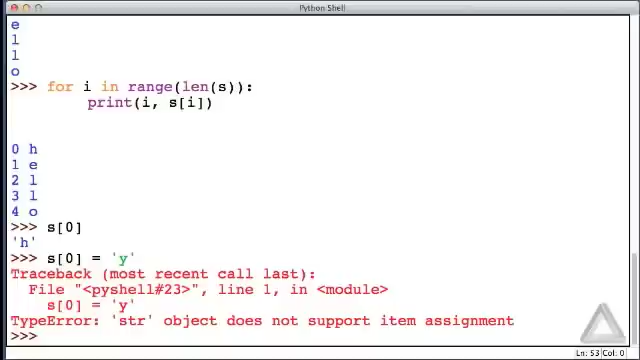 Python Shell
e
l
l
o
>>> for i in range(len(s)):
        print(i, s[i])
0 h
1 e
2 l
3 l
4 o
>>> s[0]
'h'
>>> s[0] = 'y'
Traceback (most recent call last):
  File "<pyshell#23>", line 1, in <module>
    s[0] = 'y'
TypeError: 'str' object does not support item assignment
>>>
Ln: 53 Col: 0